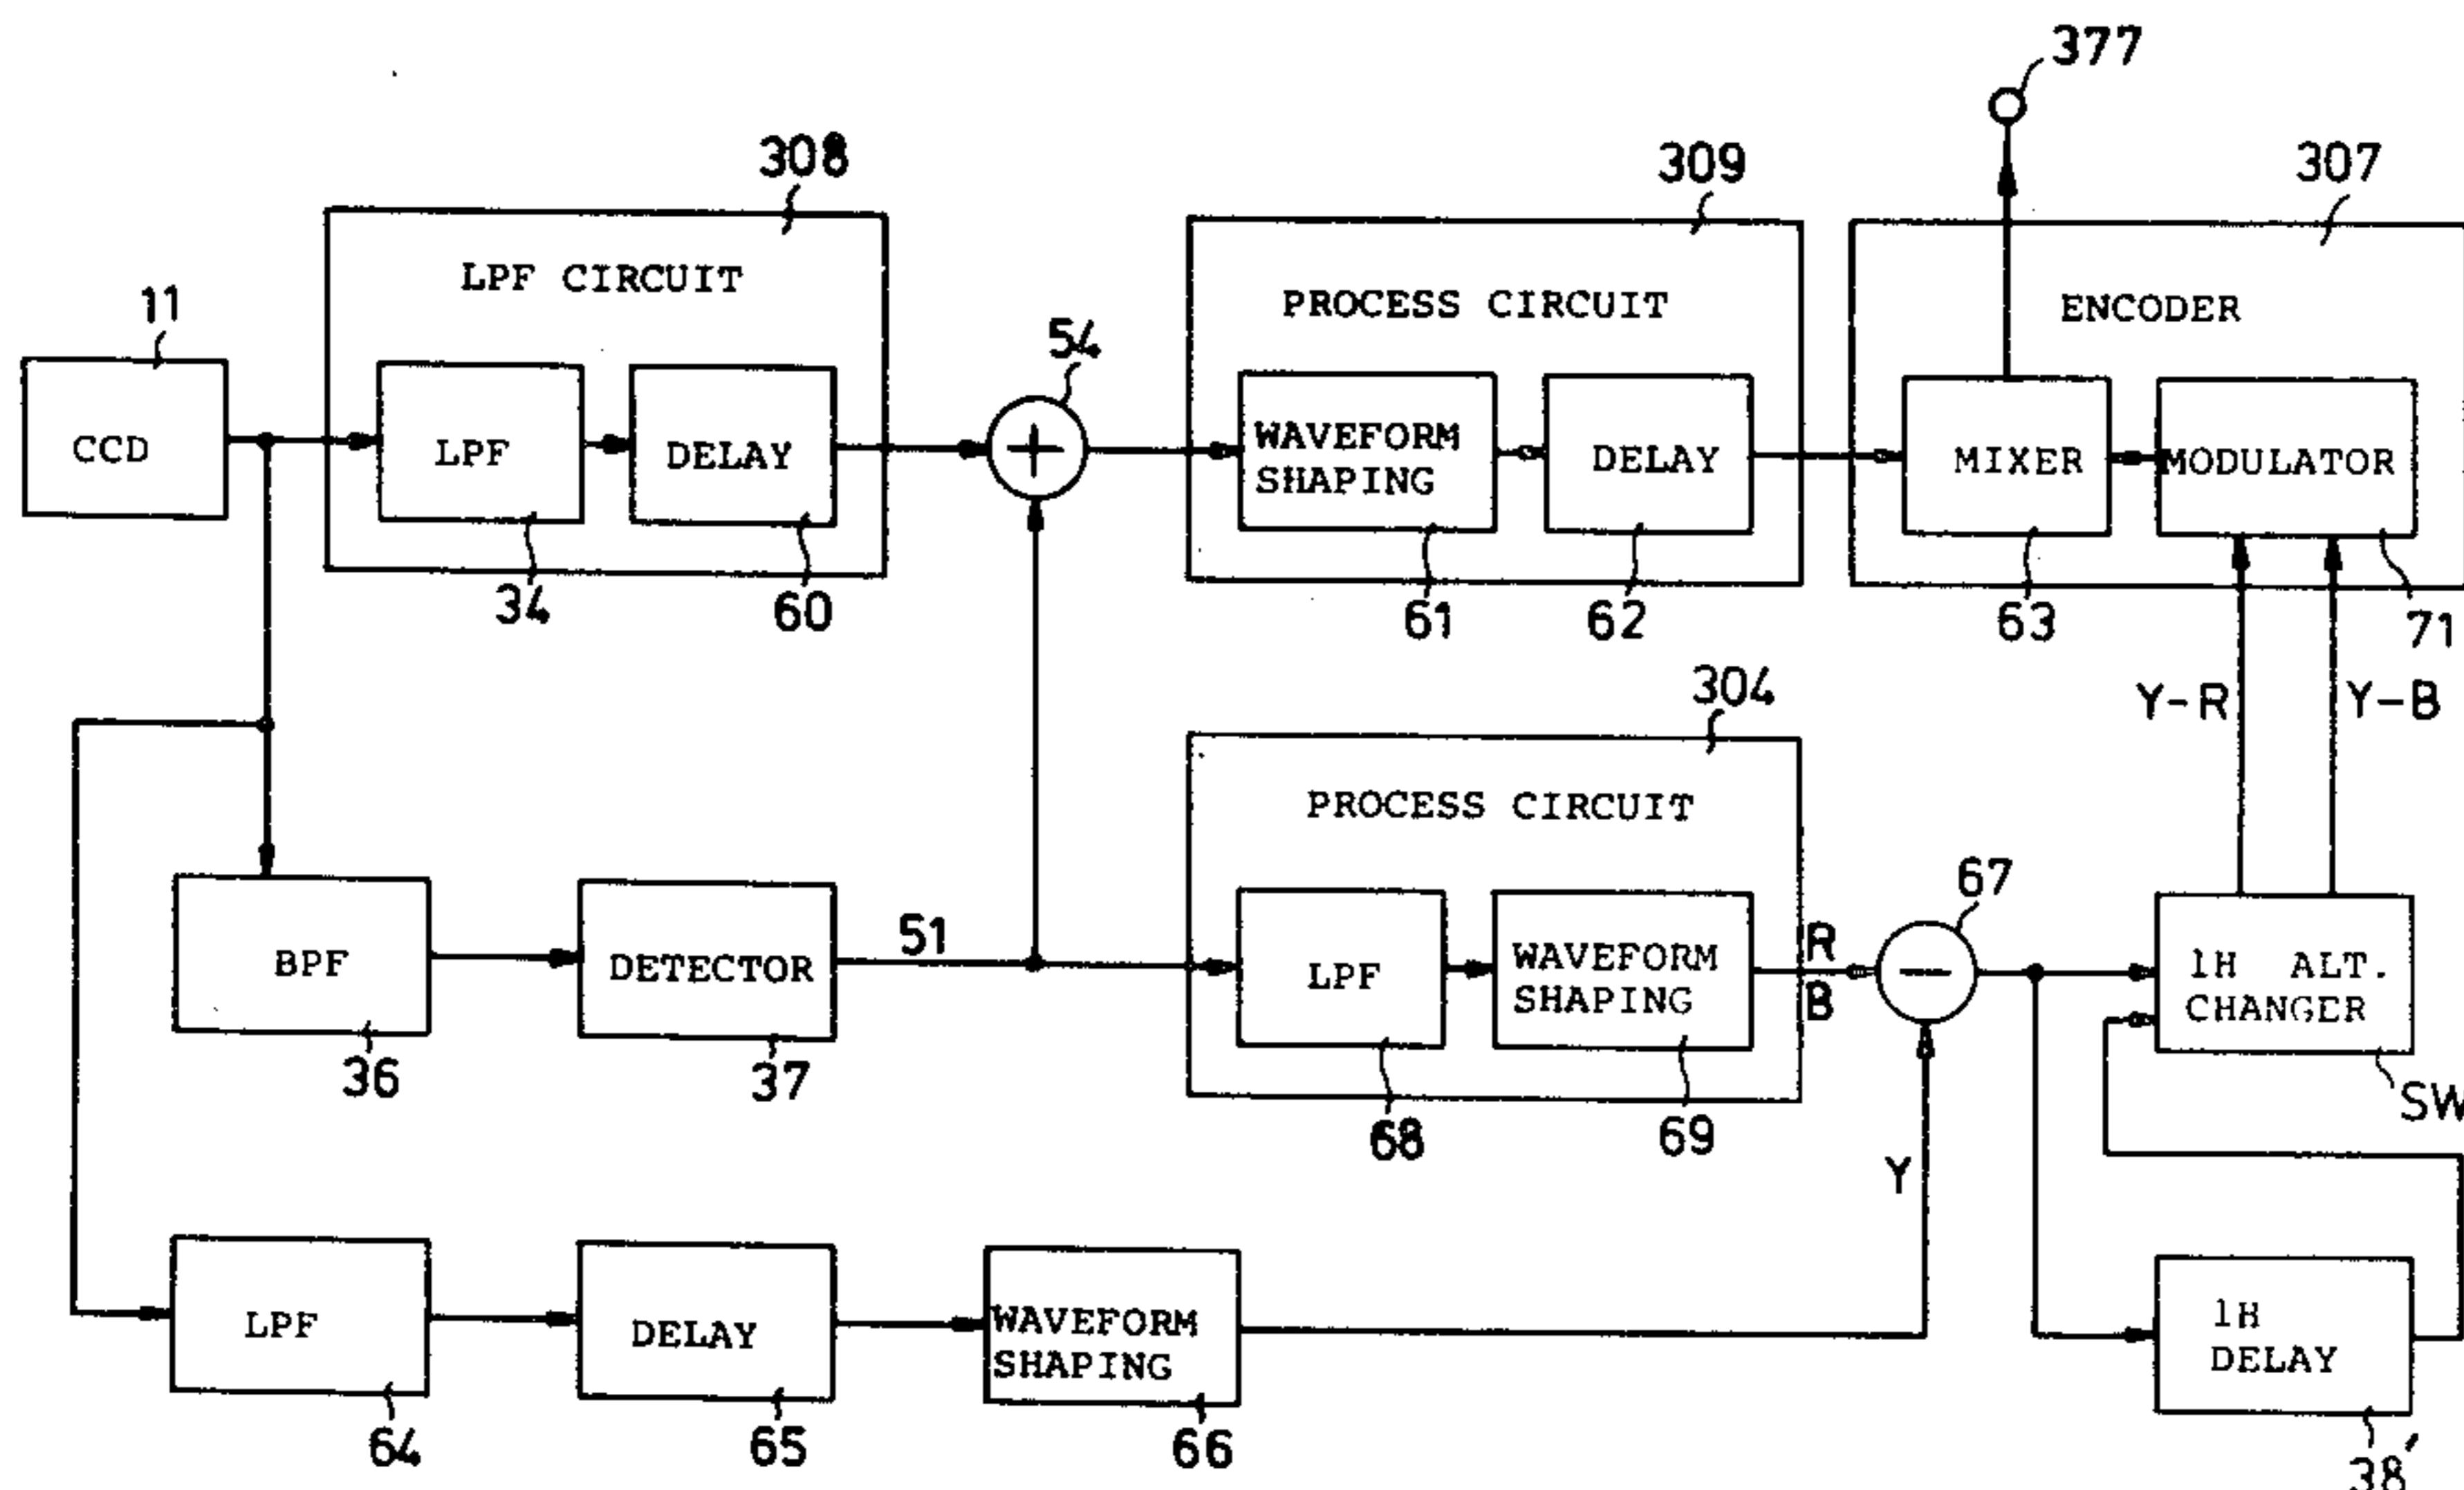 377
308
309
307
LPF CIRCUIT
PROCESS CIRCUIT
ENCODER
11
54
CCD
LPF
DELAY
+
WAVEFORM
SHAPING
DELAY
MIXER
MODULATOR
34
60
61
62
63
71
304
Y-R
Y-B
PROCESS CIRCUIT
67
BPF
DETECTOR
51
LPF
WAVEFORM
SHAPING
R
B
−
1H ALT.
CHANGER
36
37
68
69
SW
Y
LPF
DELAY
WAVEFORM
SHAPING
1H
DELAY
64
65
66
38'